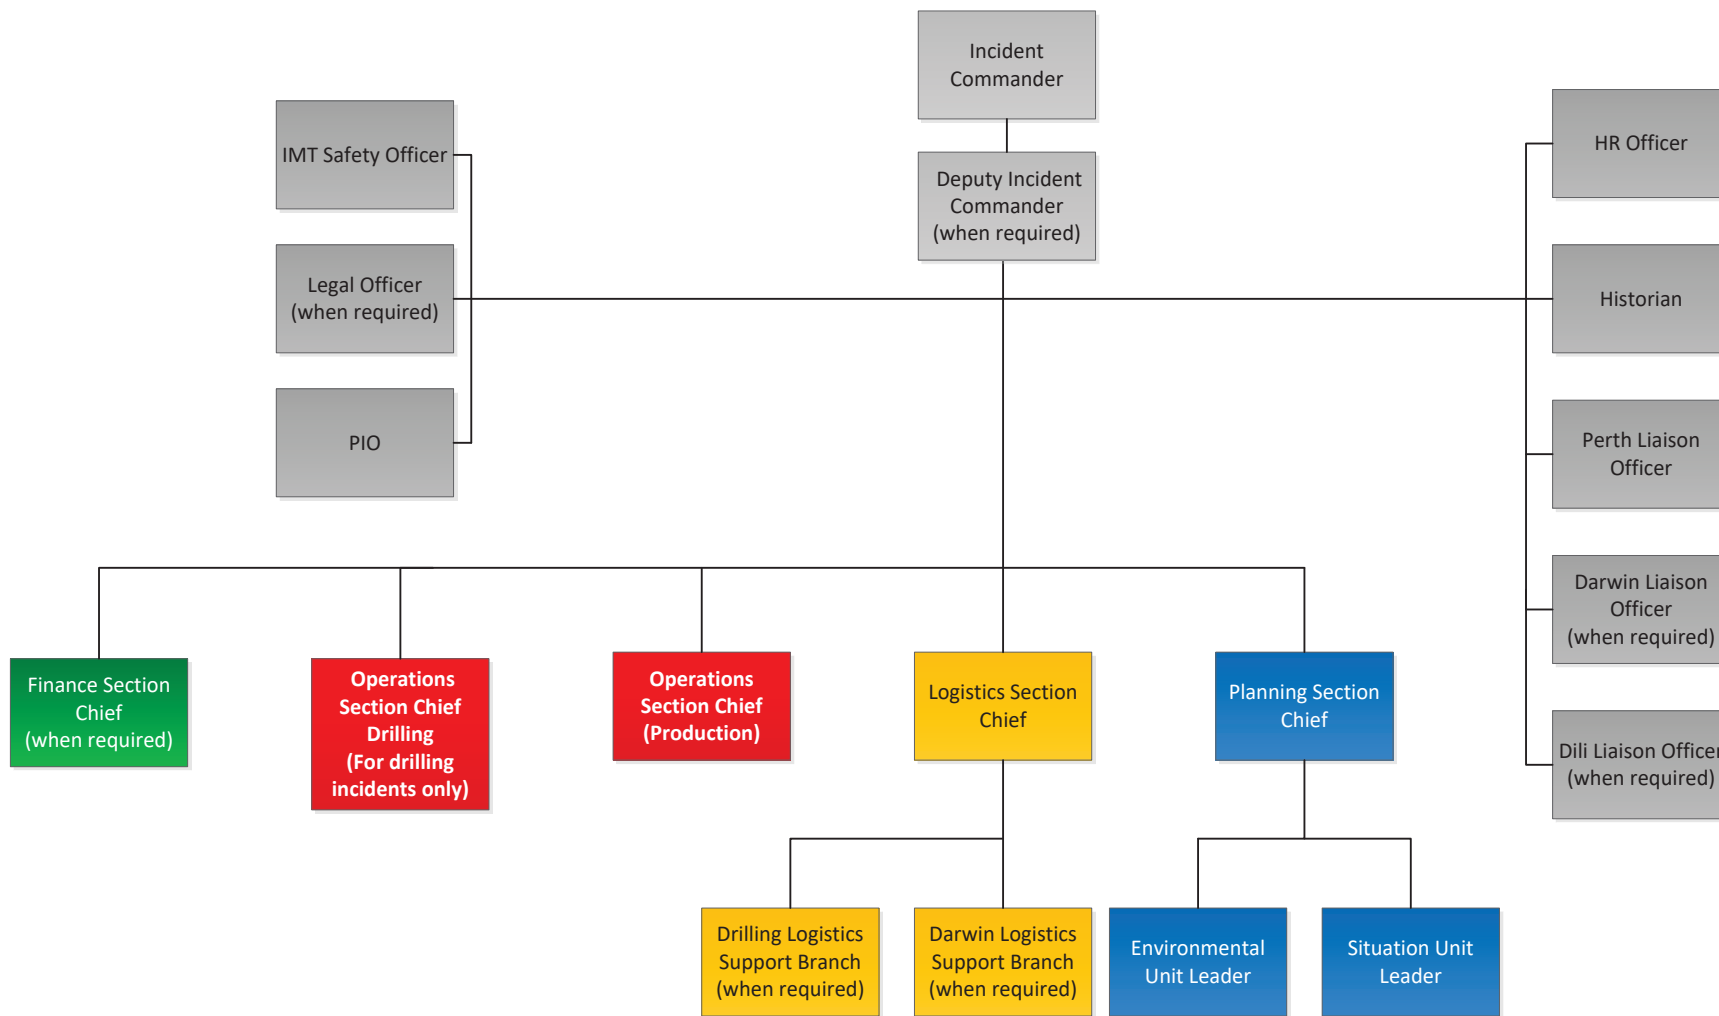 Incident
Commander
Deputy Incident
Commander
(when required)
IMT Safety Officer
Legal Officer
(when required)
PIO
HR Officer
Historian
Perth Liaison
Officer
Darwin Liaison
Officer
(when required)
Dili Liaison Officer
(when required)
Finance Section
Chief
(when required)
Operations
Section Chief
Drilling
(For drilling
incidents only)
Operations
Section Chief
(Production)
Logistics Section
Chief
Planning Section
Chief
Drilling Logistics
Support Branch
(when required)
Darwin Logistics
Support Branch
(when required)
Environmental
Unit Leader
Situation Unit
Leader